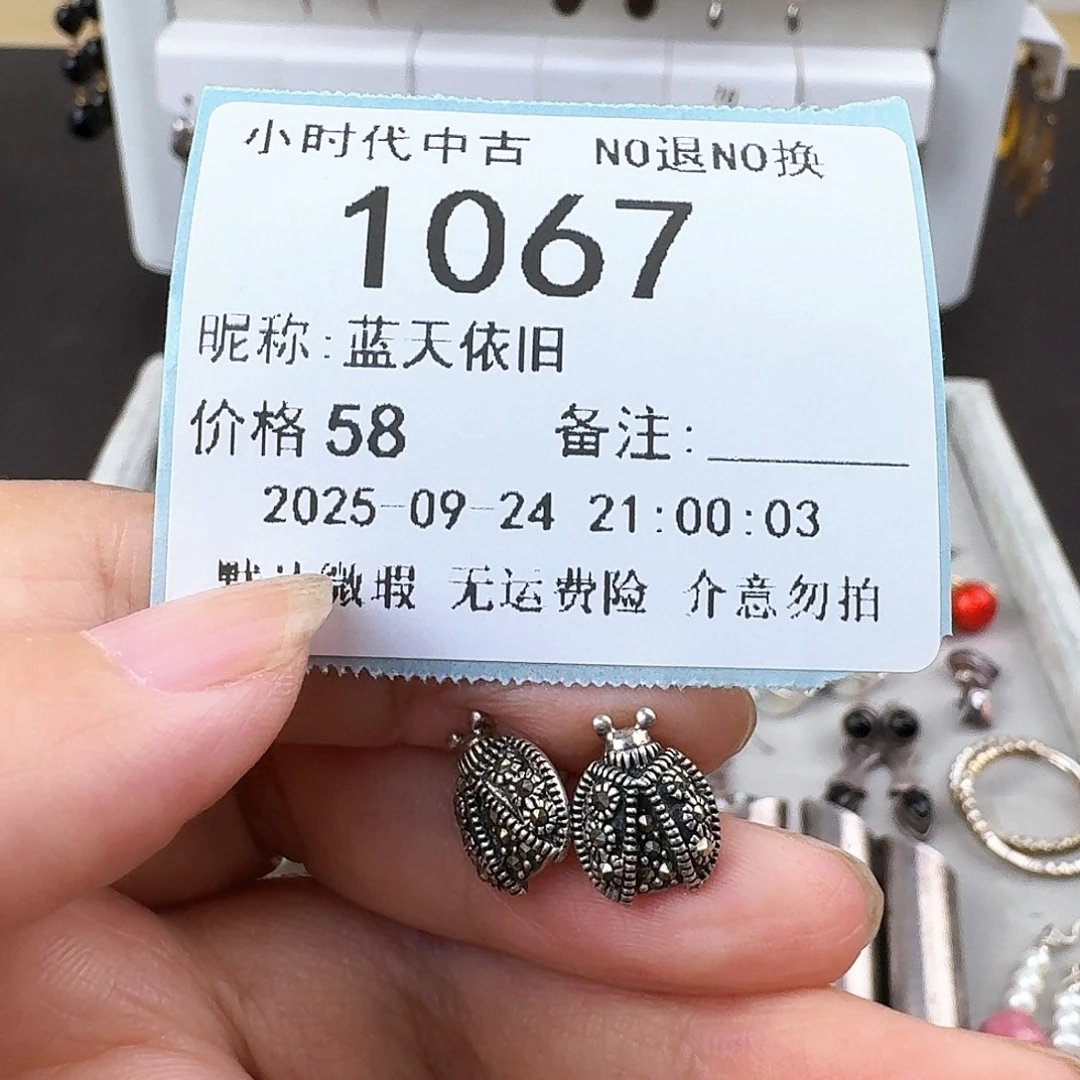 小时代中古 NO退NO换
1067
昵称:蓝天依旧
价格58 备注:
2025-09-24 21:00:03
微瑕 无运费险 介意勿拍